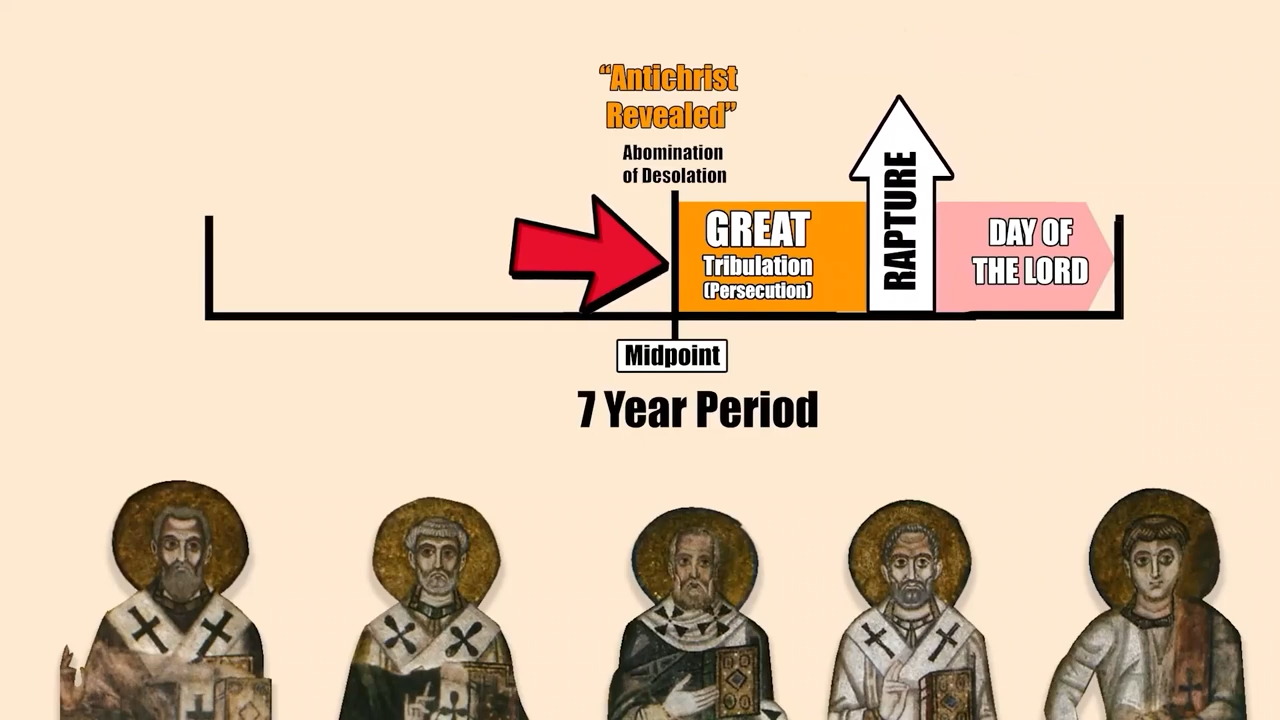 “Antichrist
Revealed”
Abomination
of Desolation
GREAT
Tribulation
(Persecution)
RAPTURE
DAY OF
THE LORD
Midpoint
7 Year Period